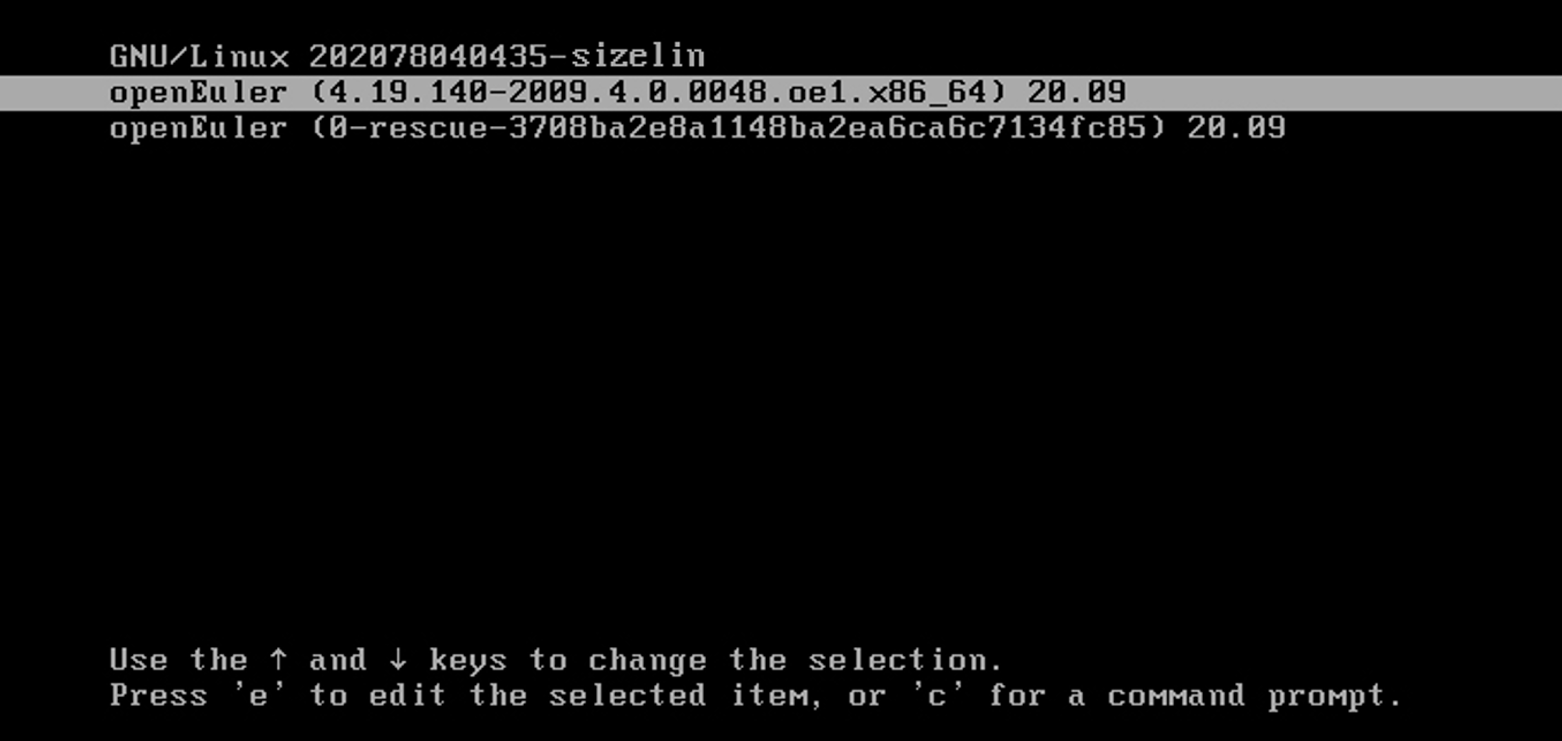 GNU/Linux 202078040435-sizelin
openEuler (4.19.140-2009.4.0.0048.oe1.x86_64) 20.09
openEuler (0-rescue-3708ba2e8a1148ba2ea6ca6c7134fc85) 20.09
Use the ↑ and ↓ keys to change the selection.
Press 'e' to edit the selected item, or 'c' for a command prompt.